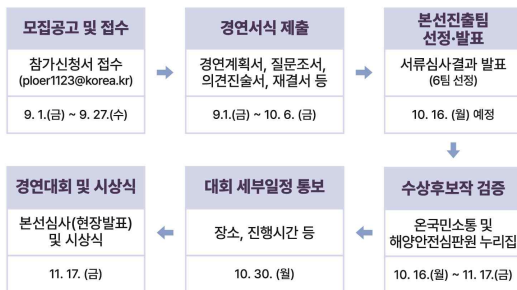 모집공고 및 접수
참가신청서 접수
(ploer1123@korea.kr)
9. 1.(금) ~ 9. 27.(수)
경연서식 제출
경연계획서, 질문조서,
의견진술서, 재결서 등
9.1.(금) ~ 10. 6. (금)
본선진출팀
선정·발표
서류심사결과 발표
(6팀 선정)
10. 16. (월) 예정
수상후보작 검증
온국민소통 및
해양안전심판원 누리집
10. 16.(월) ~ 11. 17.(금)
대회 세부일정 통보
장소, 진행시간 등
10. 30. (월)
경연대회 및 시상식
본선심사(현장발표)
및 시상식
11. 17. (금)